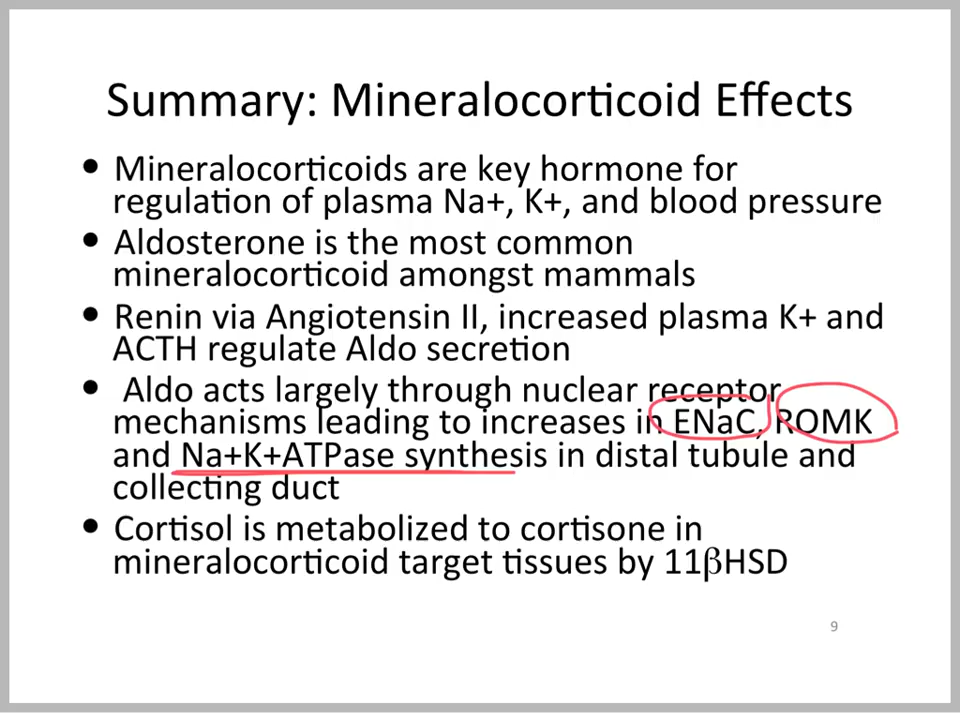 Summary: Mineralocorticoid Effects
• Mineralocorticoids are key hormone for
regulation of plasma Na+, K+, and blood pressure
• Aldosterone is the most common
mineralocorticoid amongst mammals
• Renin via Angiotensin II, increased plasma K+ and
ACTH regulate Aldo secretion
• Aldo acts largely through nuclear receptor
mechanisms leading to increases in ENaC, ROMK
and Na+K+ATPase synthesis in distal tubule and
collecting duct
• Cortisol is metabolized to cortisone in
mineralocorticoid target tissues by 11βHSD
9